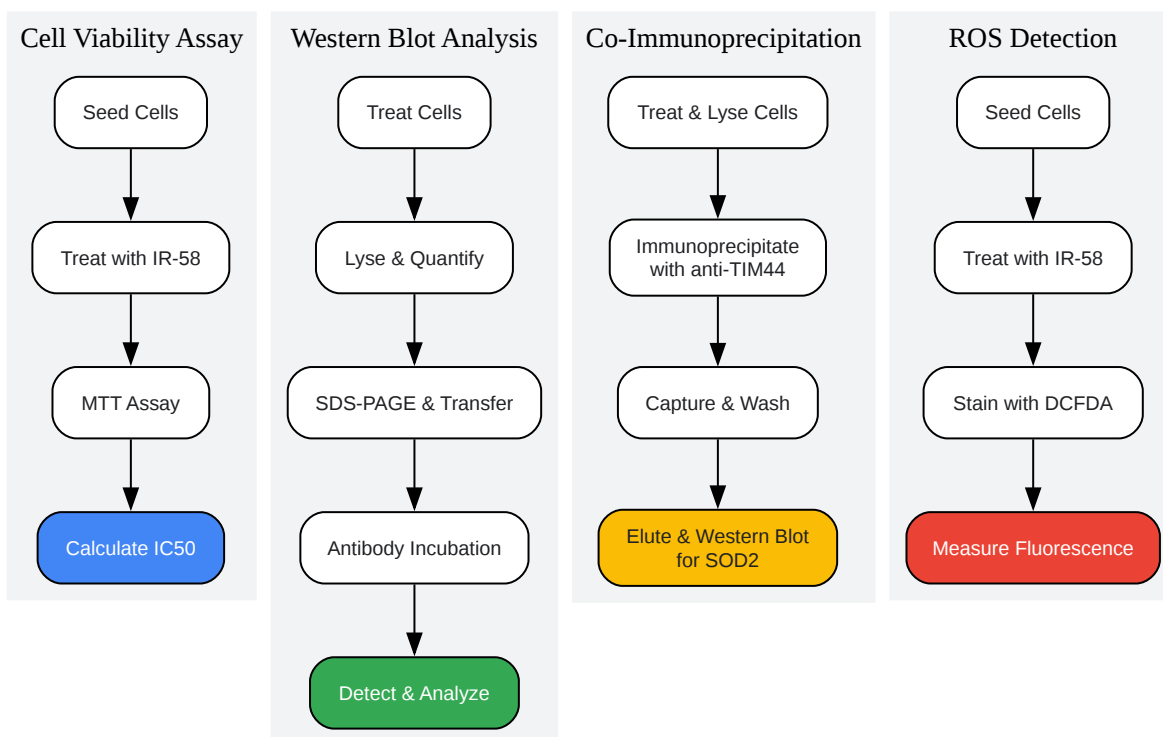 Cell Viability Assay
Seed Cells
Treat with IR-58
MTT Assay
Calculate IC50
Western Blot Analysis
Treat Cells
Lyse & Quantify
SDS-PAGE & Transfer
Antibody Incubation
Detect & Analyze
Co-Immunoprecipitation
Treat & Lyse Cells
Immunoprecipitate
with anti-TIM44
Capture & Wash
Elute & Western Blot
for SOD2
ROS Detection
Seed Cells
Treat with IR-58
Stain with DCFDA
Measure Fluorescence